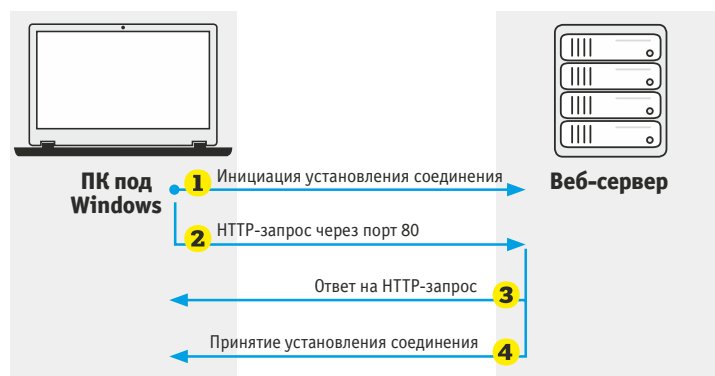 ПК под
Windows
Веб-сервер
1 Инициация установления соединения
2 HTTP-запрос через порт 80
Ответ на HTTP-запрос 3
Принятие установления соединения 4